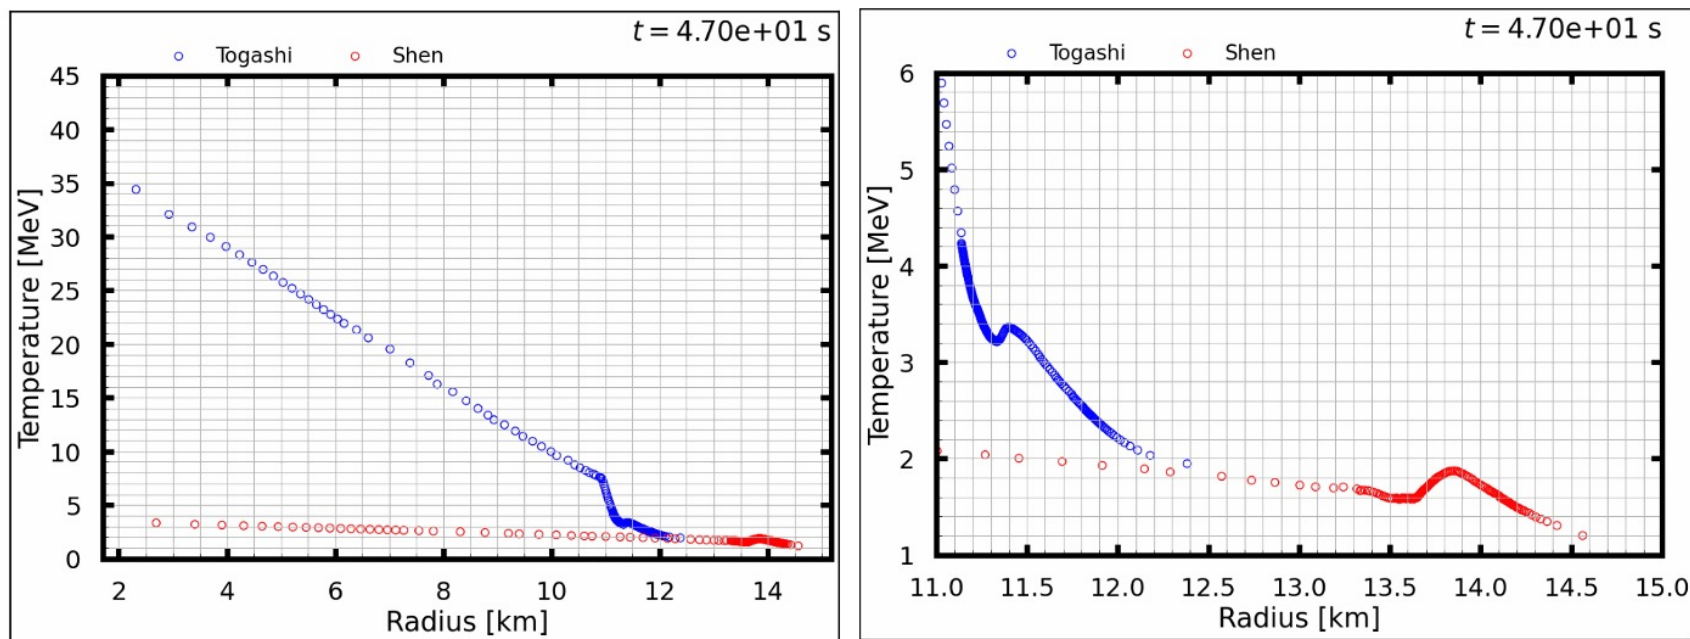 t = 4.70e+01 s
Togashi Shen
45
40
35
30
25
20
15
10
5
0
2 4 6 8 10 12 14
Radius [km]
Temperature [MeV]
t = 4.70e+01 s
Togashi Shen
6
5
4
3
2
1
11.0 11.5 12.0 12.5 13.0 13.5 14.0 14.5 15.0
Radius [km]
Temperature [MeV]